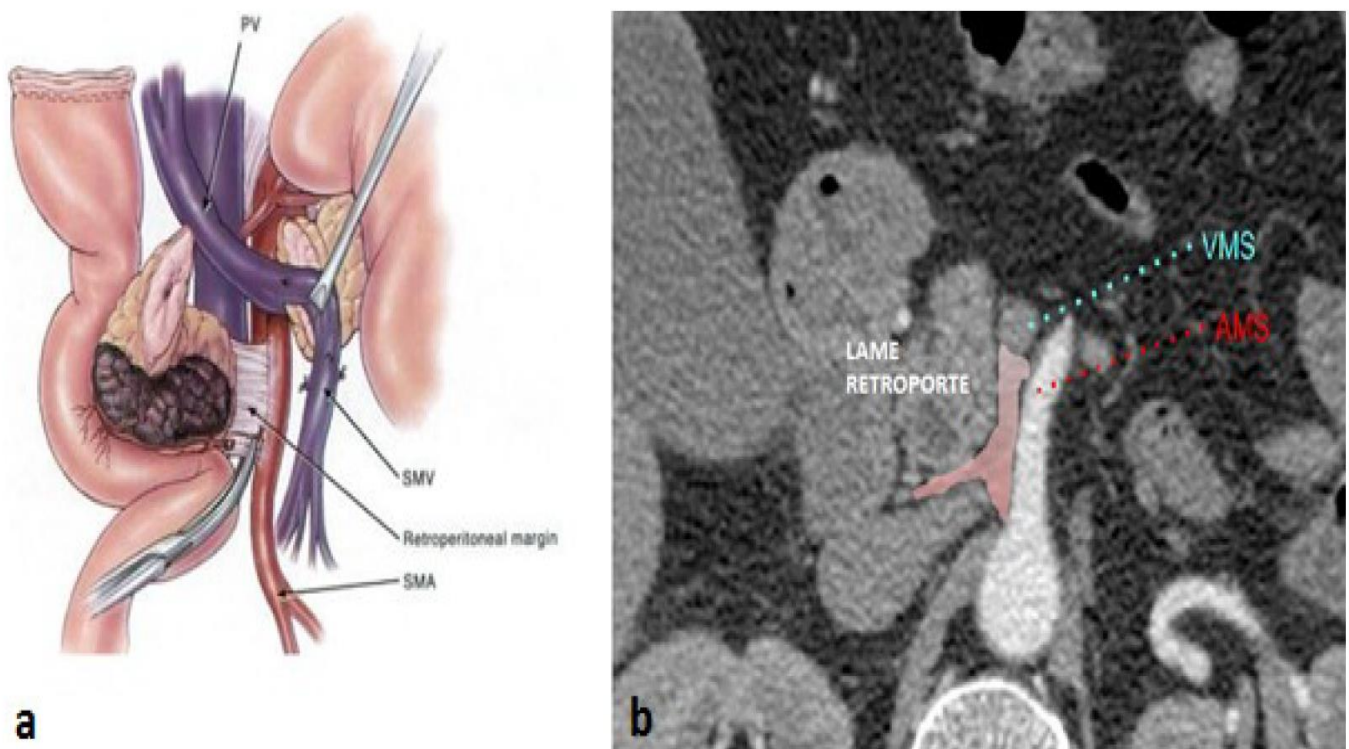 PV
SMV
Retroperitoneal margin
SMA
a
VMS
AMS
LAME
RETROPORTE
b